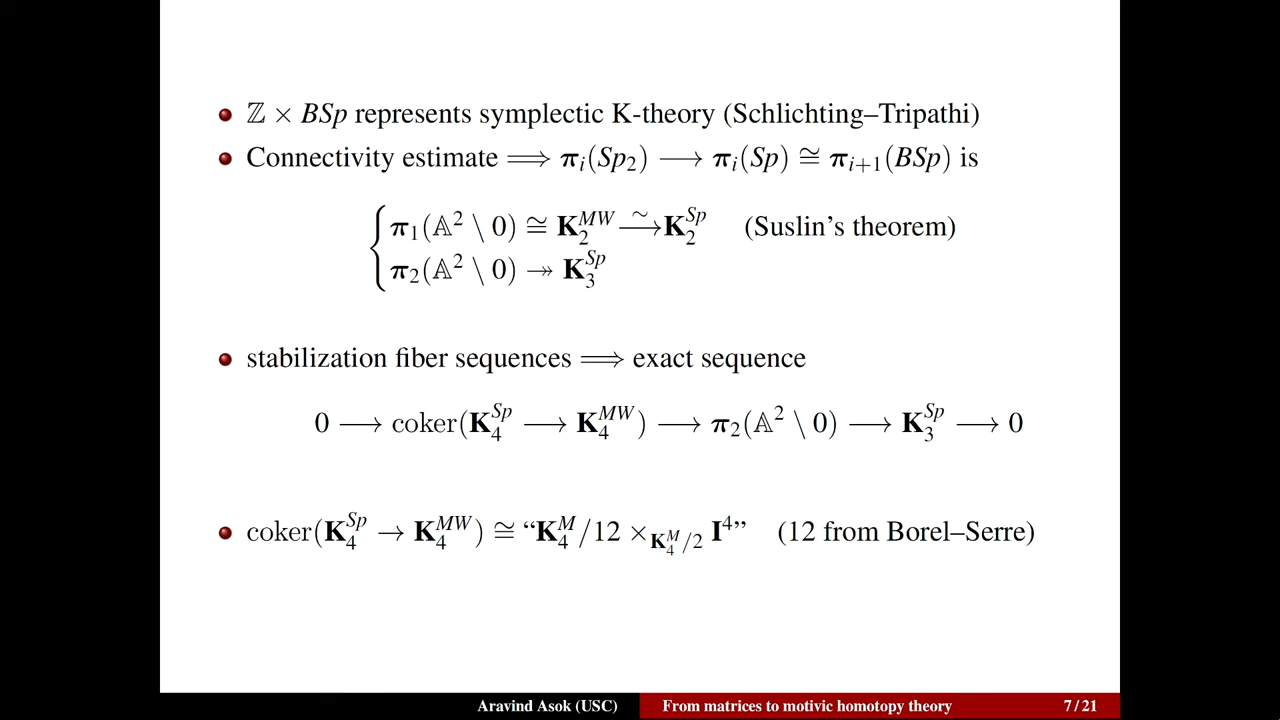 ℤ × BSp represents symplectic K-theory (Schlichting–Tripathi)
Connectivity estimate ⟹ π_i(Sp_2) ⟶ π_i(Sp) ≅ π_{i+1}(BSp) is
π_1(𝔸^2 \ 0) ≅ K_2^{MW} ⟶^∼ K_2^{Sp} (Suslin's theorem)
π_2(𝔸^2 \ 0) ↠ K_3^{Sp}
stabilization fiber sequences ⟹ exact sequence
0 ⟶ coker(K_4^{Sp} ⟶ K_4^{MW}) ⟶ π_2(𝔸^2 \ 0) ⟶ K_3^{Sp} ⟶ 0
coker(K_4^{Sp} → K_4^{MW}) ≅ “K_4^M/12 ×_{K_4^M/2} I^4” (12 from Borel–Serre)
Aravind Asok (USC) From matrices to motivic homotopy theory 7 / 21